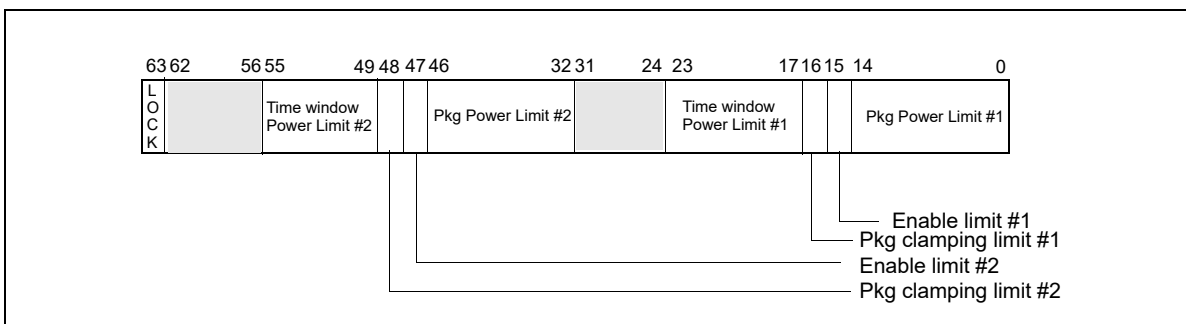 63 62 56 55 49 48 47 46 32 31 24 23 17 16 15 14 0
L
O
C
K
Time window
Power Limit #2
Pkg Power Limit #2
Time window
Power Limit #1
Pkg Power Limit #1
Enable limit #1
Pkg clamping limit #1
Enable limit #2
Pkg clamping limit #2